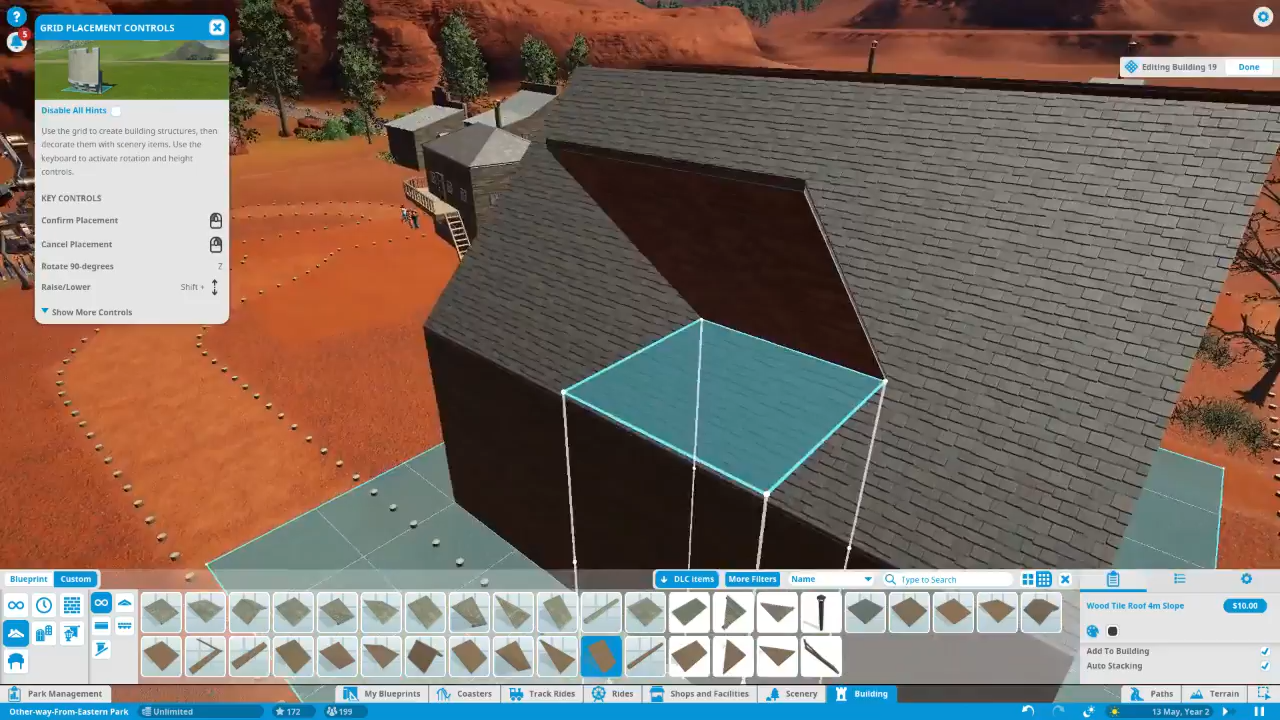 ?
GRID PLACEMENT CONTROLS
5
Disable All Hints
Use the grid to create building structures, then
decorate them with scenery items. Use the
keyboard to activate rotation and height
controls.
KEY CONTROLS
Confirm Placement
Cancel Placement
Rotate 90-degrees Z
Raise/Lower Shift +
Show More Controls
Editing Building 19 Done
Blueprint Custom
DLC items More Filters Name Type to Search
Wood Tile Roof 4m Slope $10.00
Add To Building
Auto Stacking
Park Management My Blueprints Coasters Track Rides Rides Shops and Facilities Scenery Building Paths Terrain
Other-way-From-Eastern Park Unlimited 172 199 13 May, Year 2